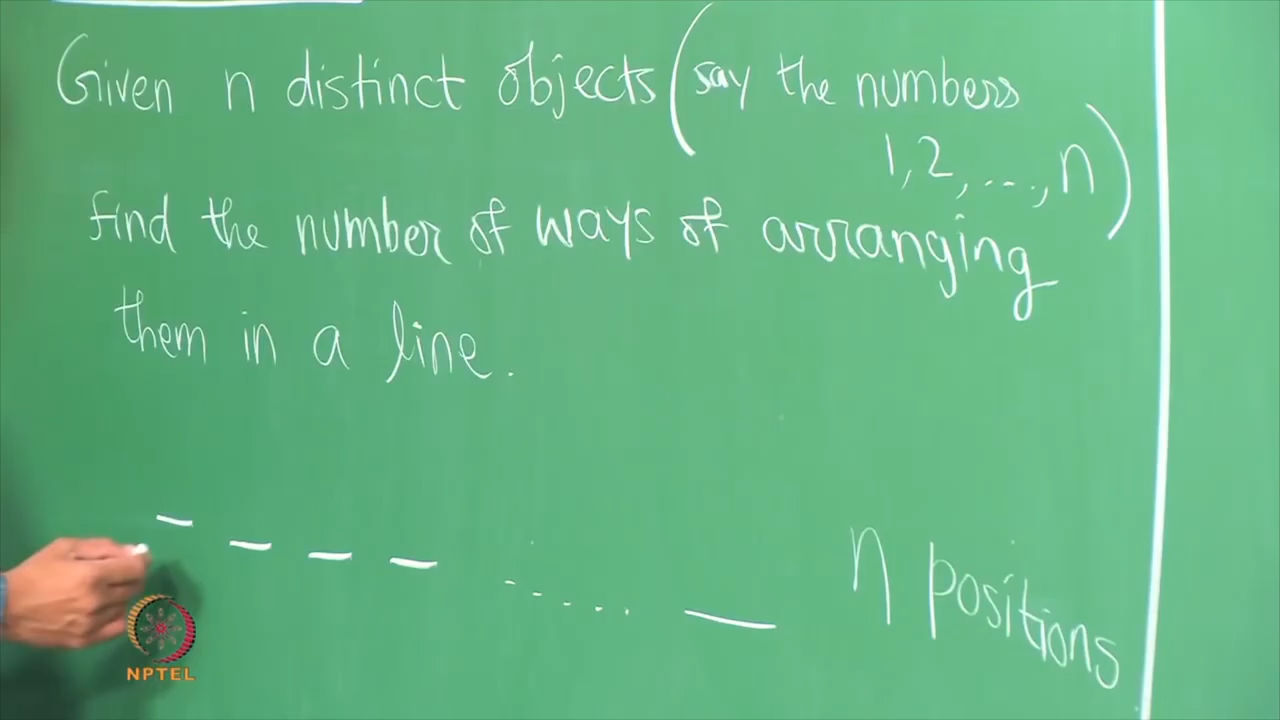 Given n distinct objects (say the numbers
1, 2, ...., n)
find the number of ways of arranging
them in a line.
_ _ _ _ ..... _ n positions
NPTEL